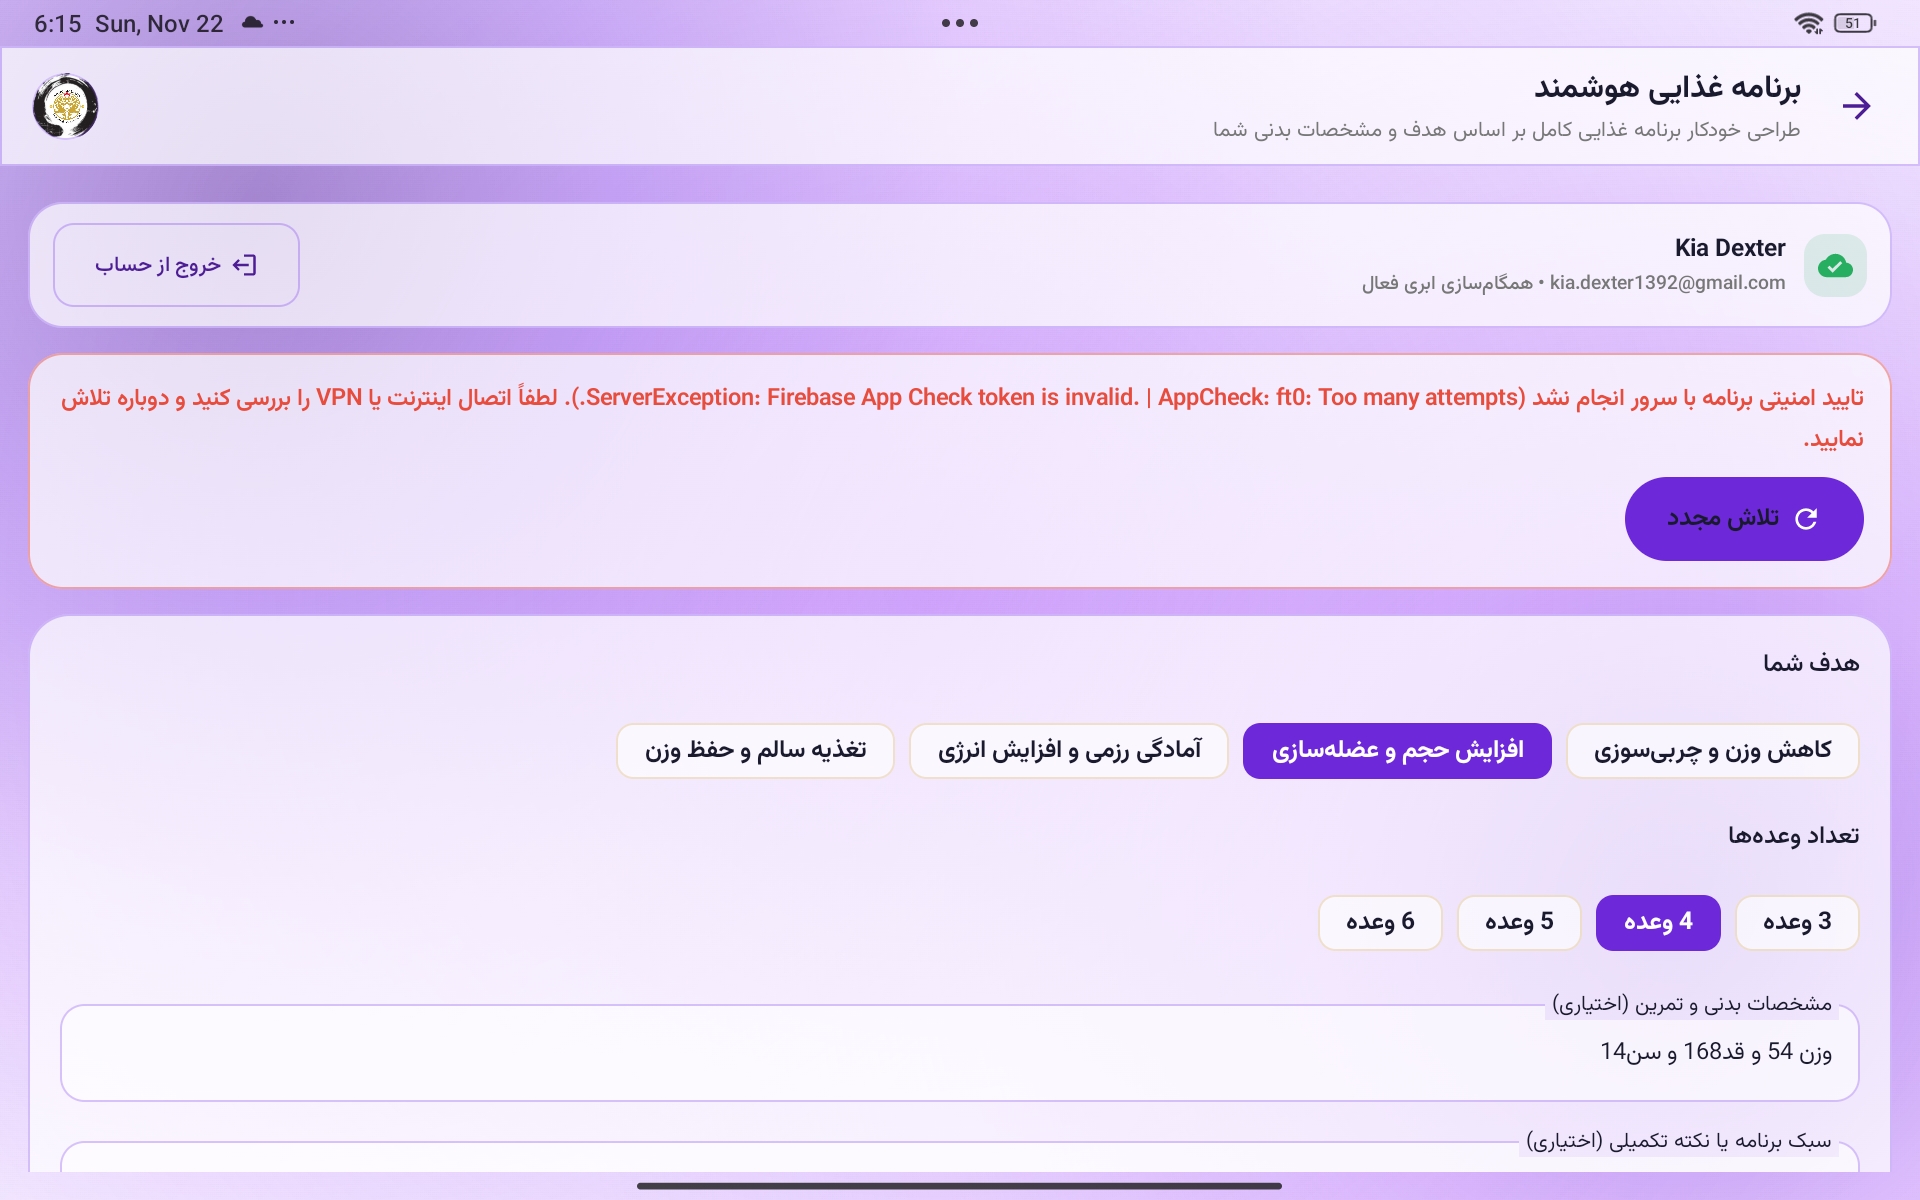 6:15 Sun, Nov 22
51
برنامه غذایی هوشمند
طراحی خودکار برنامه غذایی کامل بر اساس هدف و مشخصات بدنی شما
Kia Dexter
kia.dexter1392@gmail.com • همگام‌سازی ابری فعال
خروج از حساب
تایید امنیتی برنامه با سرور انجام نشد (ServerException: Firebase App Check token is invalid. | AppCheck: ft0: Too many attempts.). لطفاً اتصال اینترنت یا VPN را بررسی کنید و دوباره تلاش
نمایید.
تلاش مجدد
هدف شما
کاهش وزن و چربی‌سوزی
افزایش حجم و عضله‌سازی
آمادگی رزمی و افزایش انرژی
تغذیه سالم و حفظ وزن
تعداد وعده‌ها
3 وعده
4 وعده
5 وعده
6 وعده
مشخصات بدنی و تمرین (اختیاری)
وزن 54 و قد168 و سن14
سبک برنامه یا نکته تکمیلی (اختیاری)